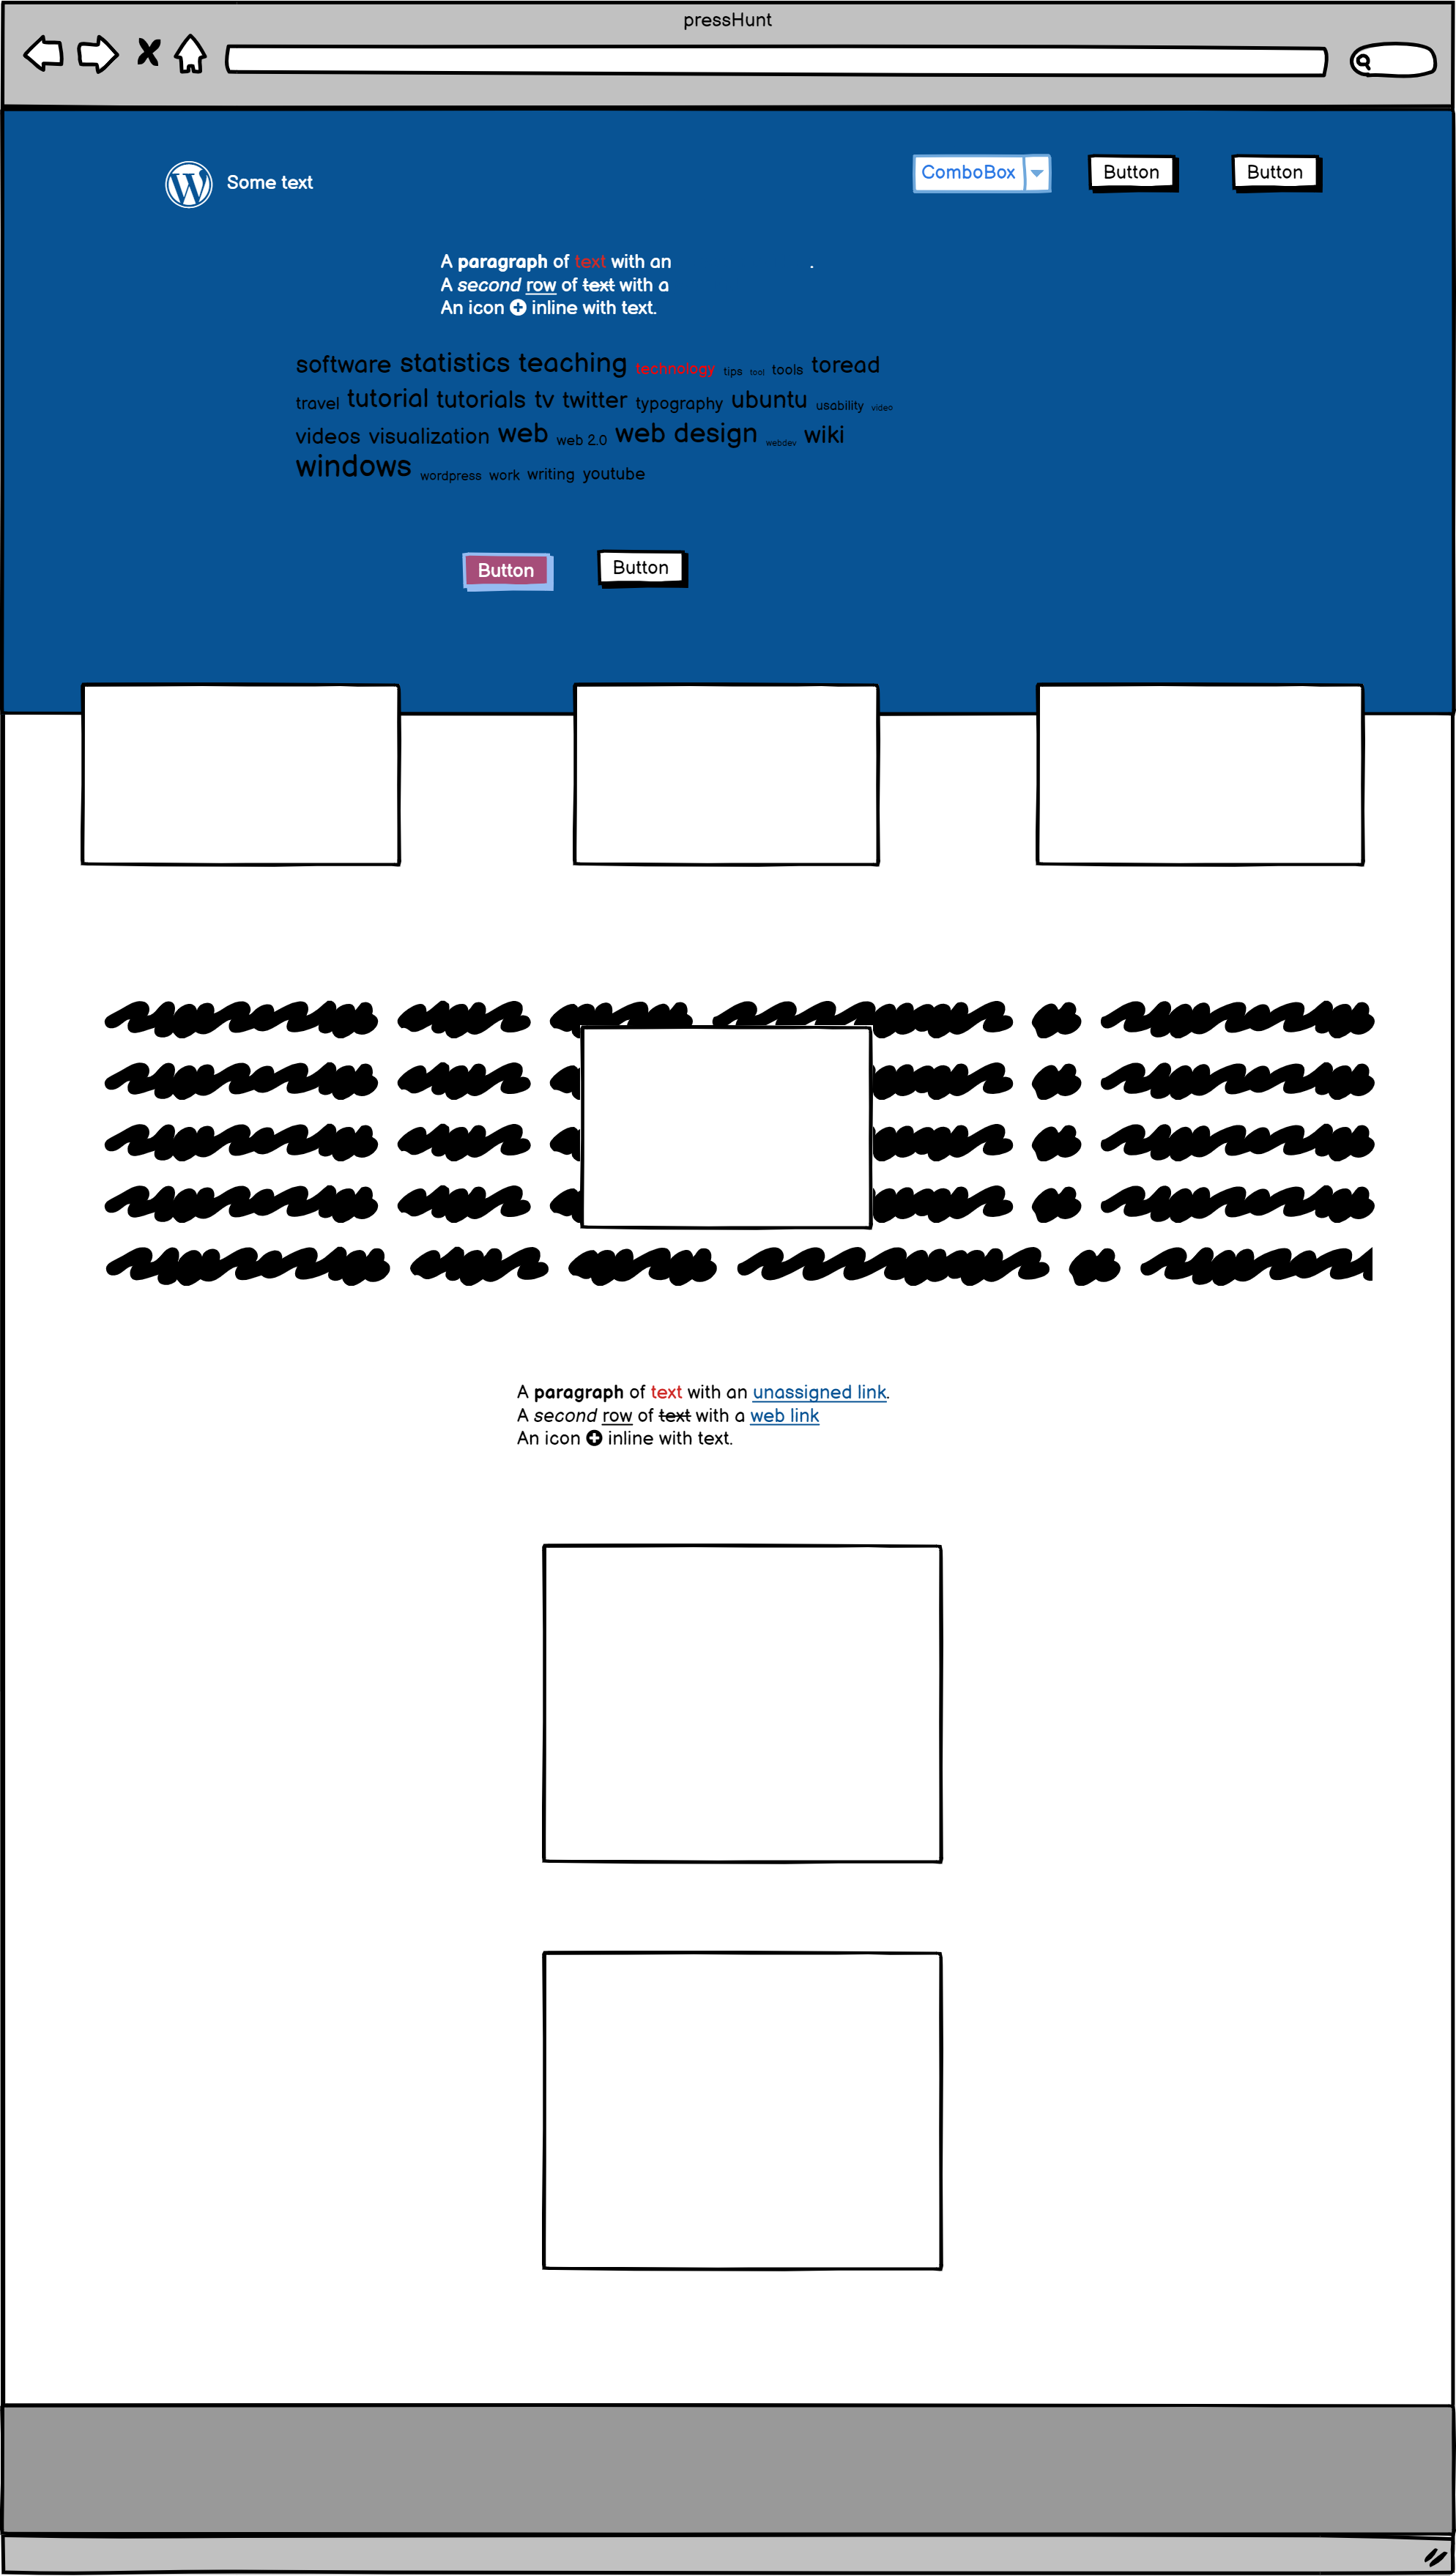 pressHunt
Some text
ComboBox
Button
Button
A paragraph of text with an .
A second row of text with a
An icon inline with text.
software statistics teaching technology tips tool tools toread
travel tutorial tutorials tv twitter typography ubuntu usability video
videos visualization web web 2.0 web design webdev wiki
windows wordpress work writing youtube
Button
Button
A paragraph of text with an unassigned link.
A second row of text with a web link
An icon inline with text.